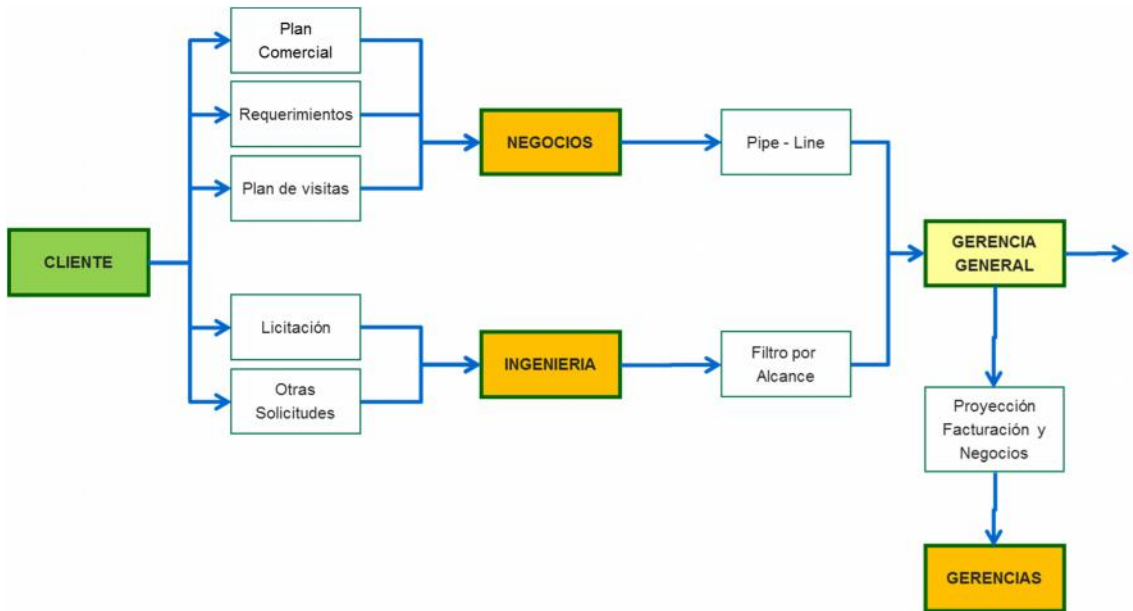 Plan
Comercial
Requerimientos
Plan de visitas
CLIENTE
Licitación
Otras
Solicitudes
NEGOCIOS
INGENIERIA
Pipe - Line
Filtro por
Alcance
GERENCIA
GENERAL
Proyección
Facturación y
Negocios
GERENCIAS